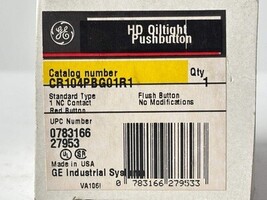 HD Oiltight
Pushbutton
Catalog number Qty
CR104PBG01R1 1
Standard Type Flush Button
1 NC Contact No Modifications
Red Button
UPC Number
0783166
27953
Made in USA
GE Industrial Systems
VA106I 0 783166 279533